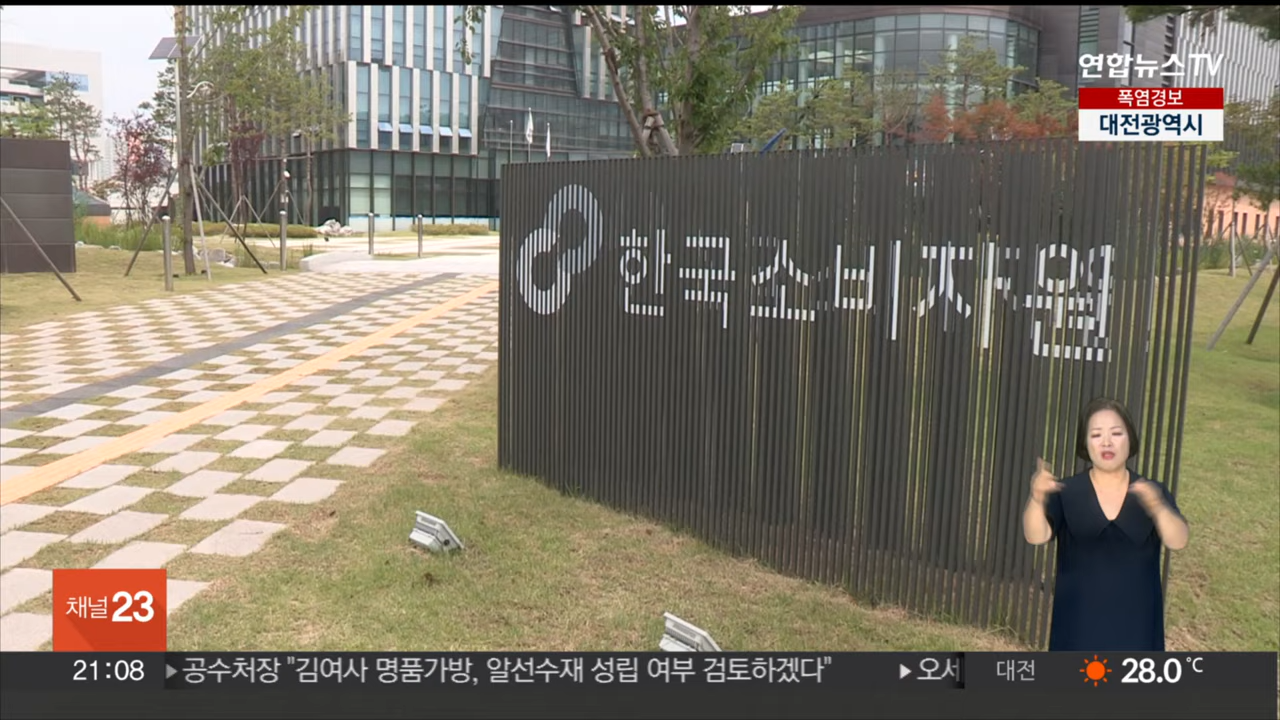 연합뉴스TV
폭염경보
대전광역시
한국소비자원
채널23
21:08 ▶공수처장 "김여사 명품가방, 알선수재 성립 여부 검토하겠다" ▶오세 대전 28.0℃